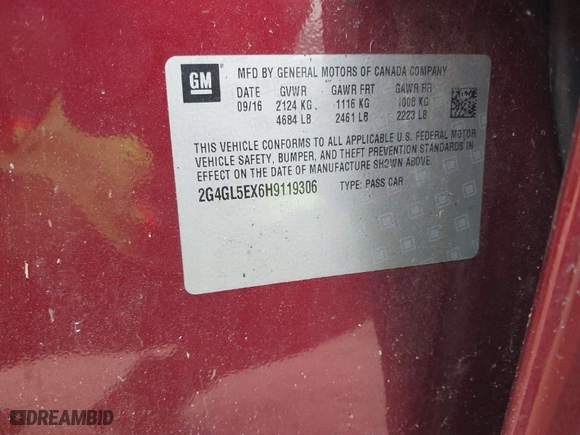 GM
MFD BY GENERAL MOTORS OF CANADA COMPANY
DATE GVWR GAWR FRT GAWR RR
09/16 2124 KG 1116 KG 1008 KG
4684 LB 2461 LB 2223 LB
THIS VEHICLE CONFORMS TO ALL APPLICABLE U.S. FEDERAL MOTOR
VEHICLE SAFETY, BUMPER, AND THEFT PREVENTION STANDARDS IN
EFFECT ON THE DATE OF MANUFACTURE SHOWN ABOVE.
2G4GL5EX6H9119306 TYPE: PASS CAR
DREAMBID